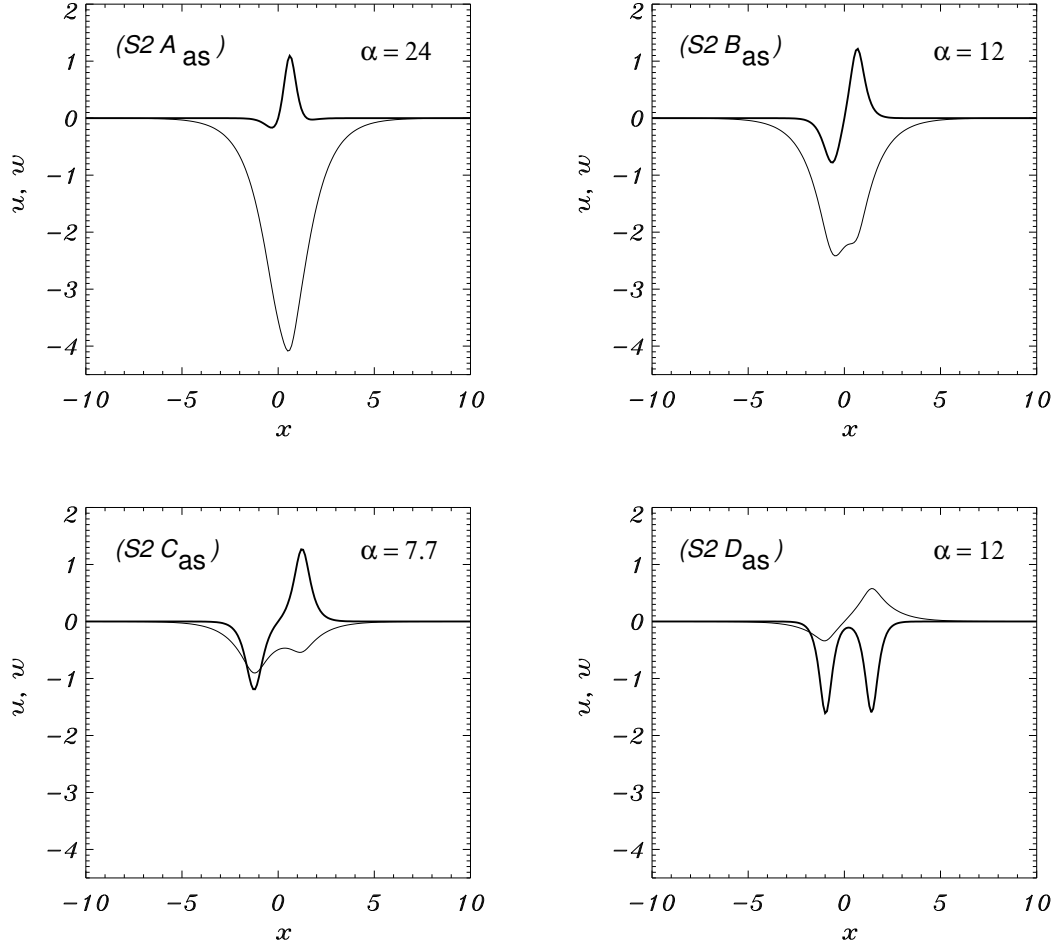 (S2 A as) α = 24
2
1
0
−1
−2
−3
−4
u, w
−10 −5 0 5 10
x
(S2 B as) α = 12
2
1
0
−1
−2
−3
−4
u, w
−10 −5 0 5 10
x
(S2 C as) α = 7.7
2
1
0
−1
−2
−3
−4
u, w
−10 −5 0 5 10
x
(S2 D as) α = 12
2
1
0
−1
−2
−3
−4
u, w
−10 −5 0 5 10
x